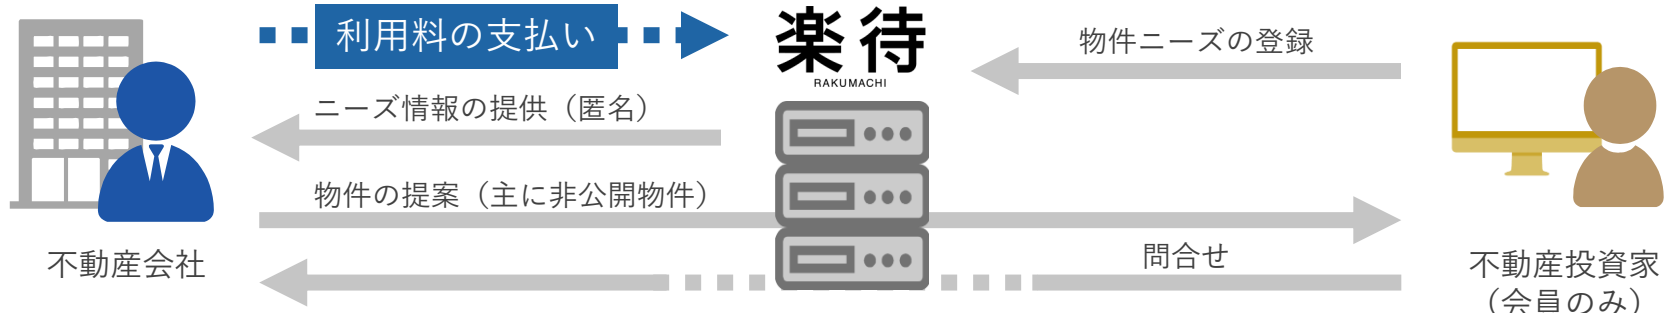 利用料の支払い
楽待
RAKUMACHI
物件ニーズの登録
ニーズ情報の提供（匿名）
物件の提案（主に非公開物件）
問合せ
不動産会社
不動産投資家
（会員のみ）